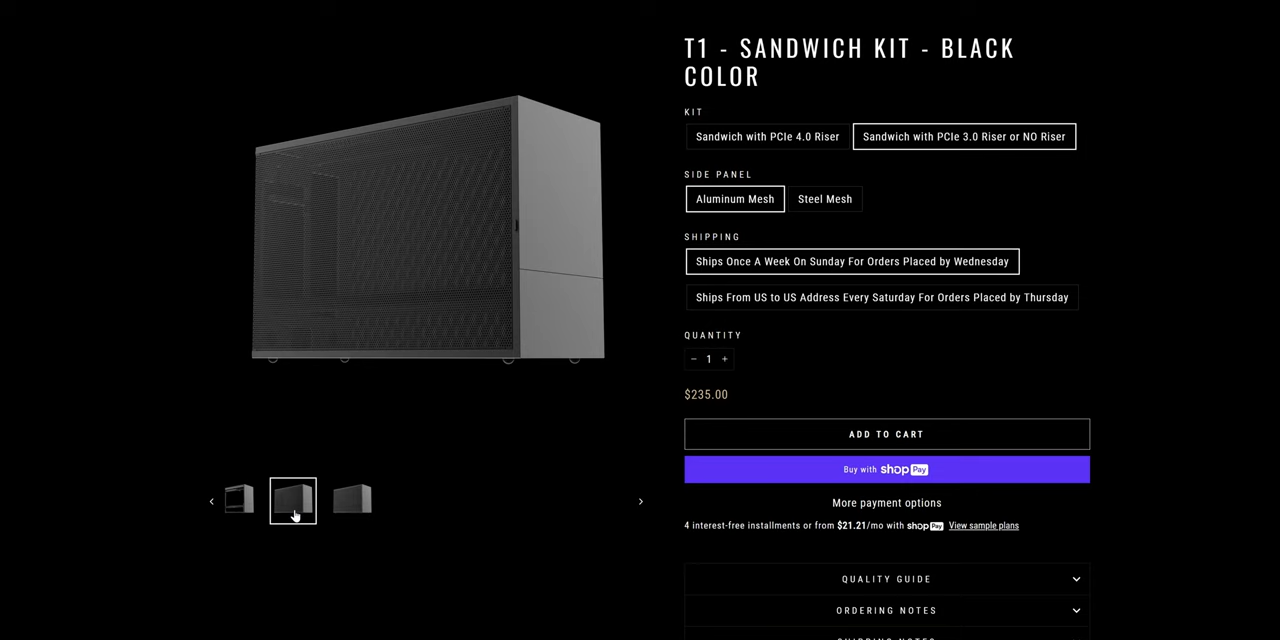 T1 - SANDWICH KIT - BLACK
COLOR
KIT
Sandwich with PCIe 4.0 Riser
Sandwich with PCIe 3.0 Riser or NO Riser
SIDE PANEL
Aluminum Mesh
Steel Mesh
SHIPPING
Ships Once A Week On Sunday For Orders Placed by Wednesday
Ships From US to US Address Every Saturday For Orders Placed by Thursday
QUANTITY
− 1 +
$235.00
ADD TO CART
Buy with shop Pay
More payment options
4 interest-free installments or from $21.21/mo with shop Pay View sample plans
QUALITY GUIDE
ORDERING NOTES
SHIPPING NOTES